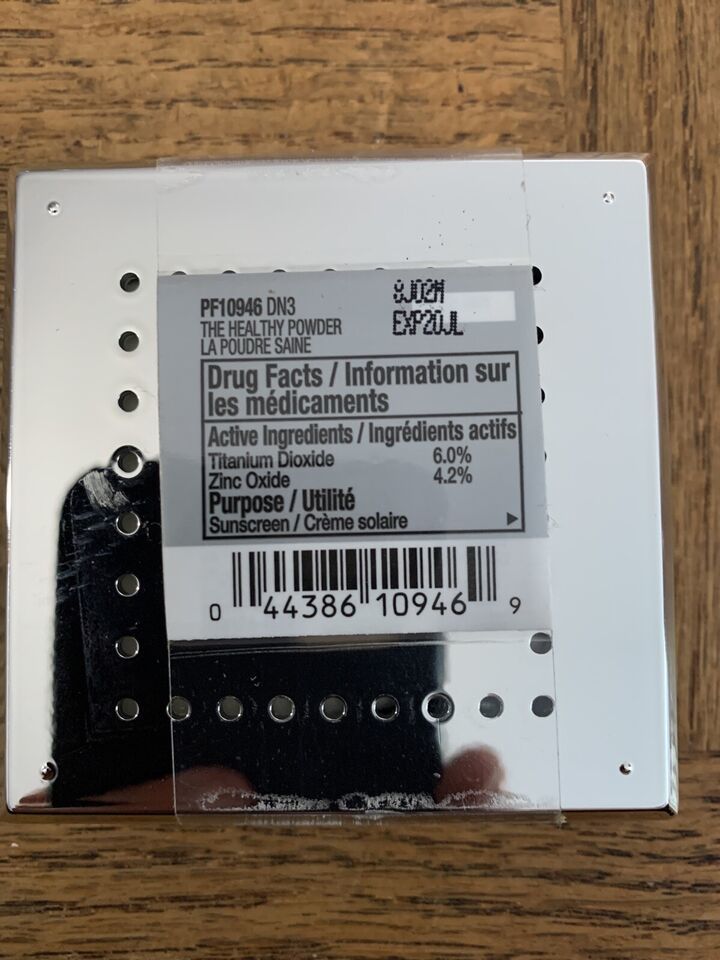 PF10946 DN3
THE HEALTHY POWDER
LA POUDRE SAINE
9J02M
EXP20JL
Drug Facts / Information sur
les médicaments
Active Ingredients / Ingrédients actifs
Titanium Dioxide 6.0%
Zinc Oxide 4.2%
Purpose / Utilité
Sunscreen / Crème solaire
0 44386 10946 9